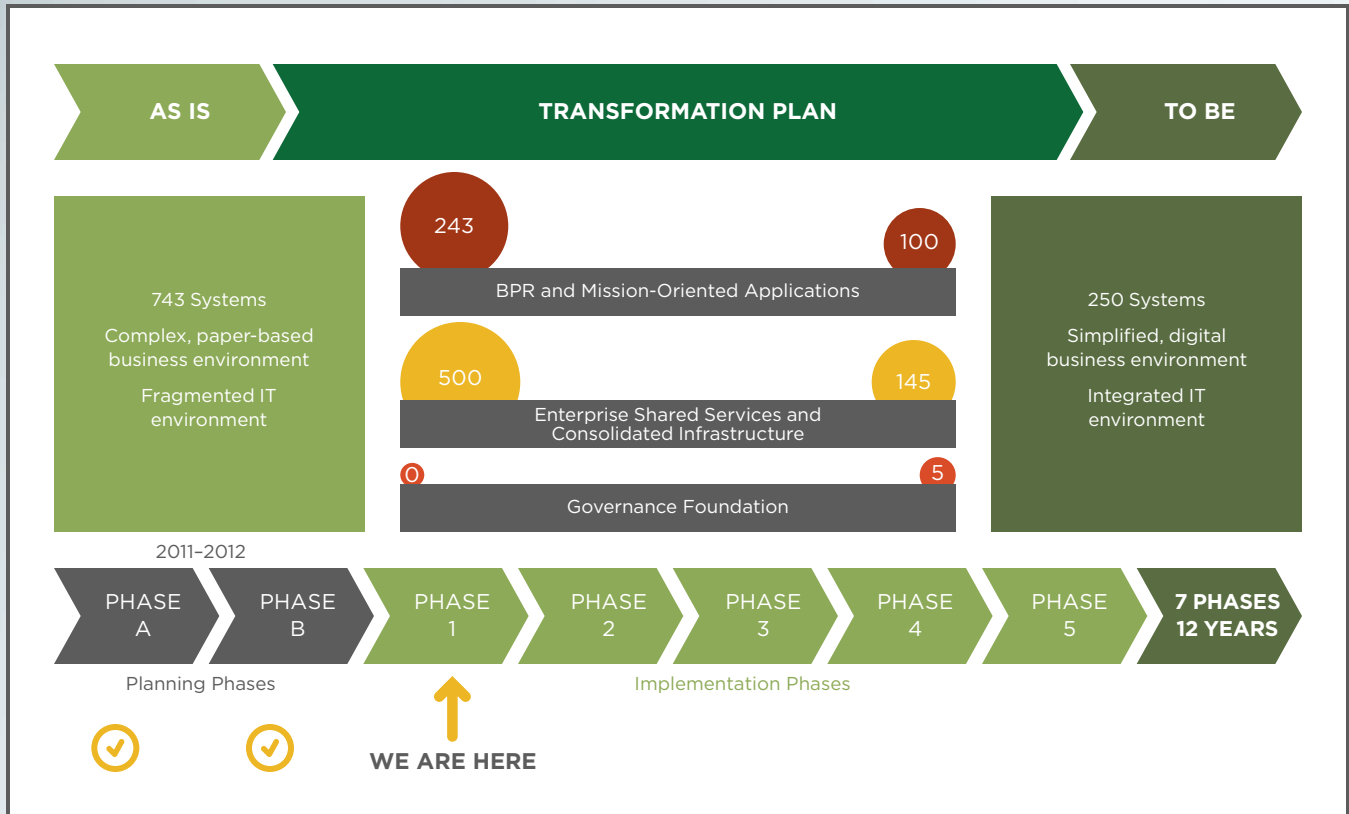 AS IS
TRANSFORMATION PLAN
TO BE
743 Systems
Complex, paper-based
business environment
Fragmented IT
environment
243
100
BPR and Mission-Oriented Applications
500
145
Enterprise Shared Services and
Consolidated Infrastructure
0
5
Governance Foundation
250 Systems
Simplified, digital
business environment
Integrated IT
environment
2011–2012
PHASE
A
PHASE
B
PHASE
1
PHASE
2
PHASE
3
PHASE
4
PHASE
5
7 PHASES
12 YEARS
Planning Phases
Implementation Phases
WE ARE HERE